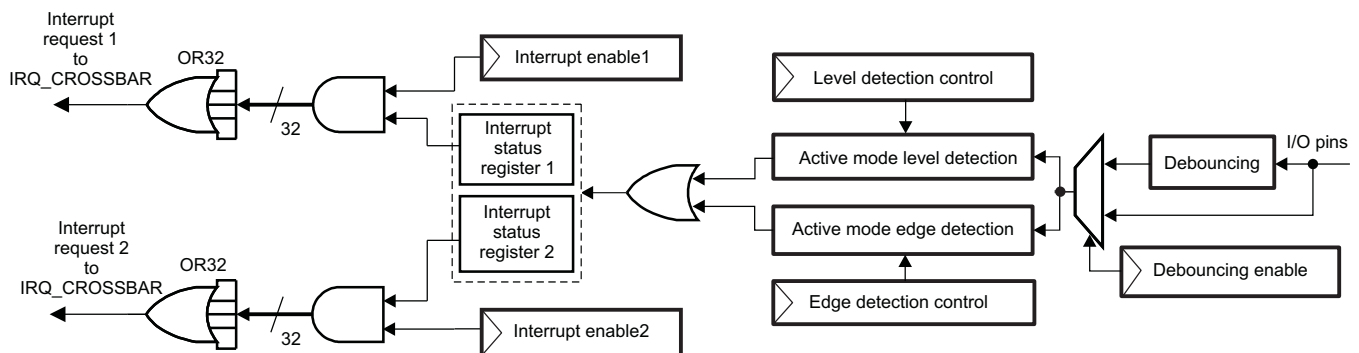 Interrupt
request 1
to
IRQ_CROSSBAR
OR32
32
Interrupt enable1
Interrupt
status
register 1
Interrupt
status
register 2
Level detection control
Active mode level detection
Active mode edge detection
Edge detection control
Debouncing
I/O pins
Debouncing enable
Interrupt
request 2
to
IRQ_CROSSBAR
OR32
32
Interrupt enable2